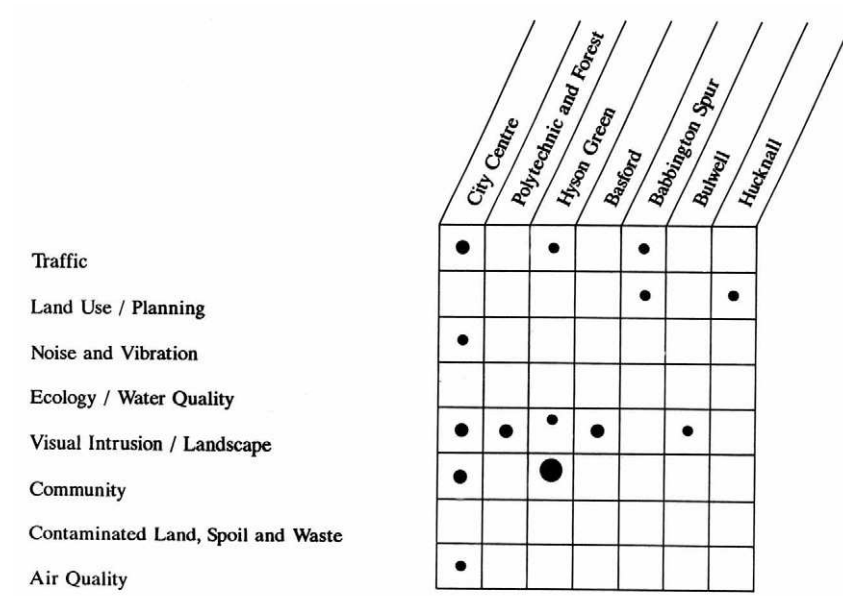 City Centre
Polytechnic and Forest
Hyson Green
Basford
Babbington Spur
Bulwell
Hucknall
Traffic
Land Use / Planning
Noise and Vibration
Ecology / Water Quality
Visual Intrusion / Landscape
Community
Contaminated Land, Spoil and Waste
Air Quality